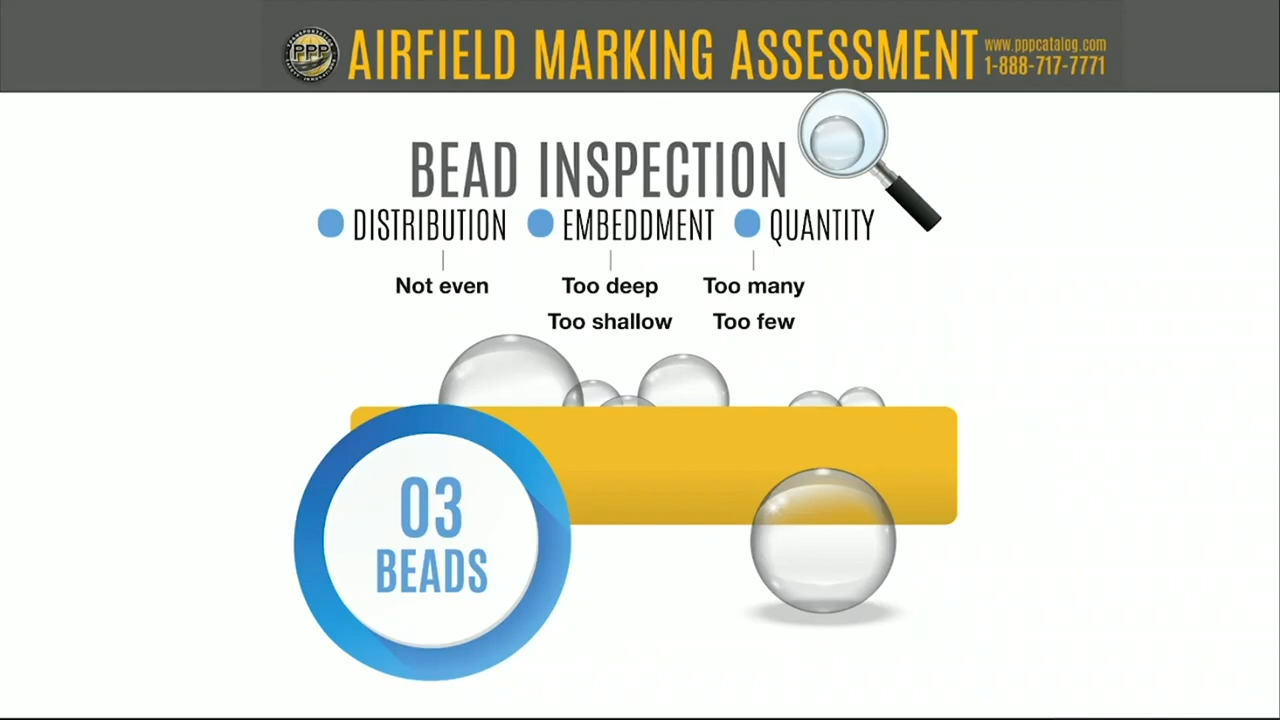 PPP
AIRFIELD MARKING ASSESSMENT
www.pppcatalog.com
1-888-717-7771
BEAD INSPECTION
DISTRIBUTION EMBEDDMENT QUANTITY
Not even Too deep Too many
Too shallow Too few
03
BEADS